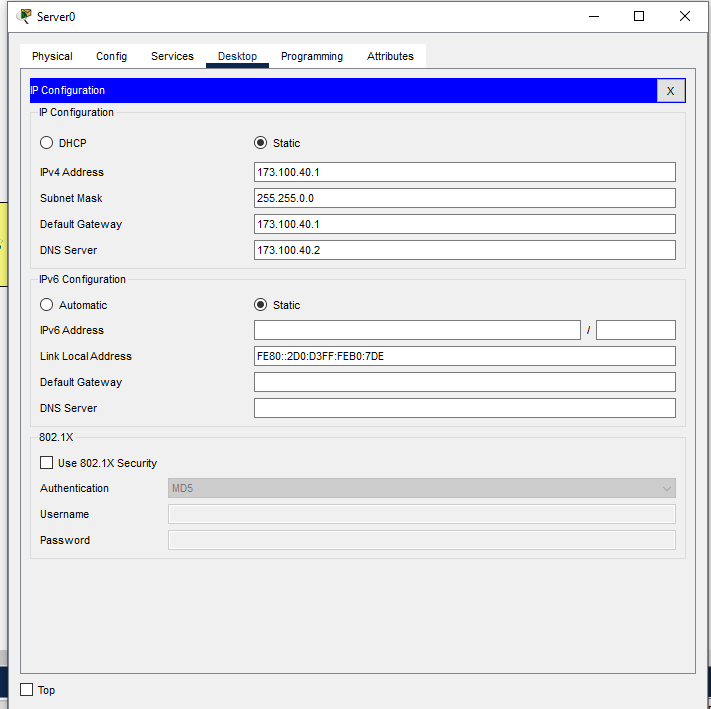 Server0
Physical Config Services Desktop Programming Attributes
IP Configuration X
IP Configuration
DHCP Static
IPv4 Address 173.100.40.1
Subnet Mask 255.255.0.0
Default Gateway 173.100.40.1
DNS Server 173.100.40.2
IPv6 Configuration
Automatic Static
IPv6 Address /
Link Local Address FE80::2D0:D3FF:FEB0:7DE
Default Gateway
DNS Server
802.1X
Use 802.1X Security
Authentication MD5
Username
Password
Top